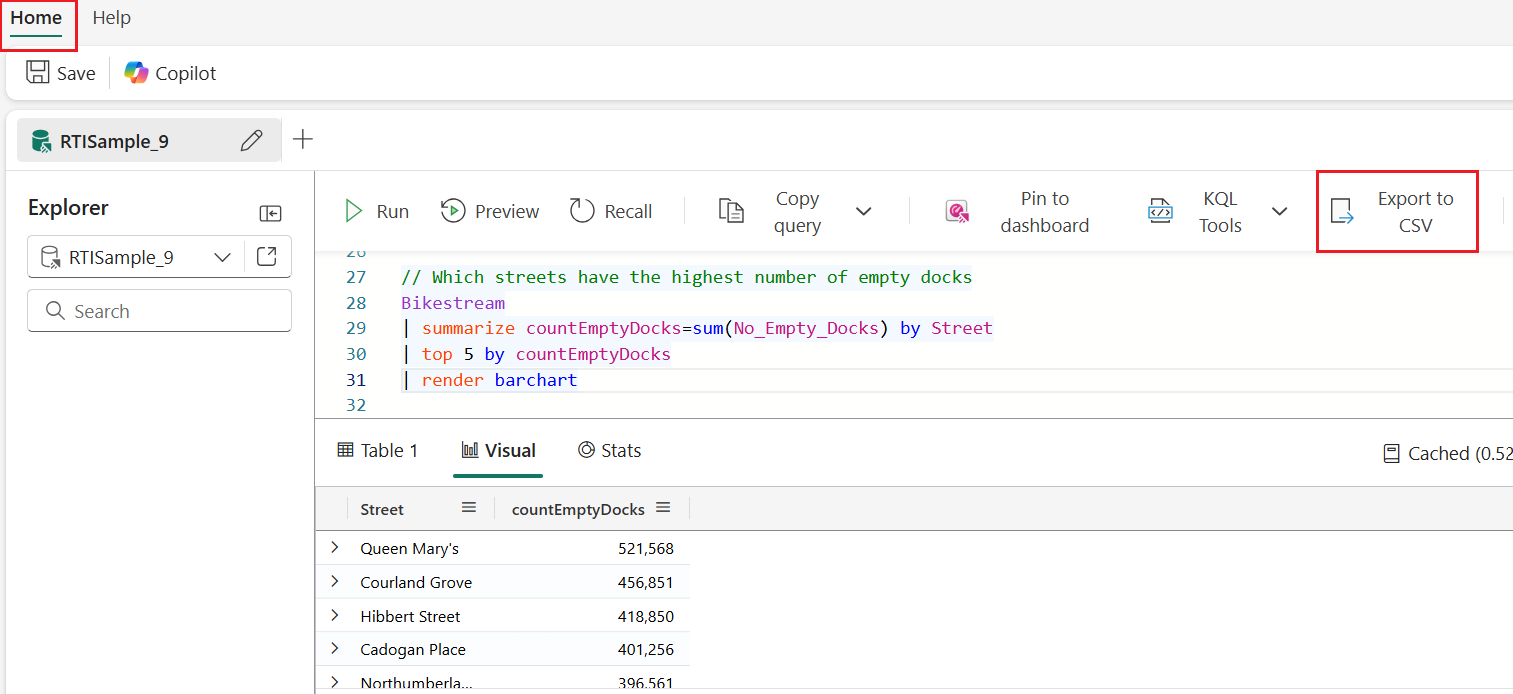 Home Help
Save Copilot
RTISample_9
Explorer
RTISample_9
Search
Run Preview Recall Copy query Pin to dashboard KQL Tools Export to CSV
26
27 // Which streets have the highest number of empty docks
28 Bikestream
29 | summarize countEmptyDocks=sum(No_Empty_Docks) by Street
30 | top 5 by countEmptyDocks
31 | render barchart
32
Table 1 Visual Stats Cached (0.52
Street countEmptyDocks
Queen Mary's 521,568
Courland Grove 456,851
Hibbert Street 418,850
Cadogan Place 401,256
Northumberla... 396,561